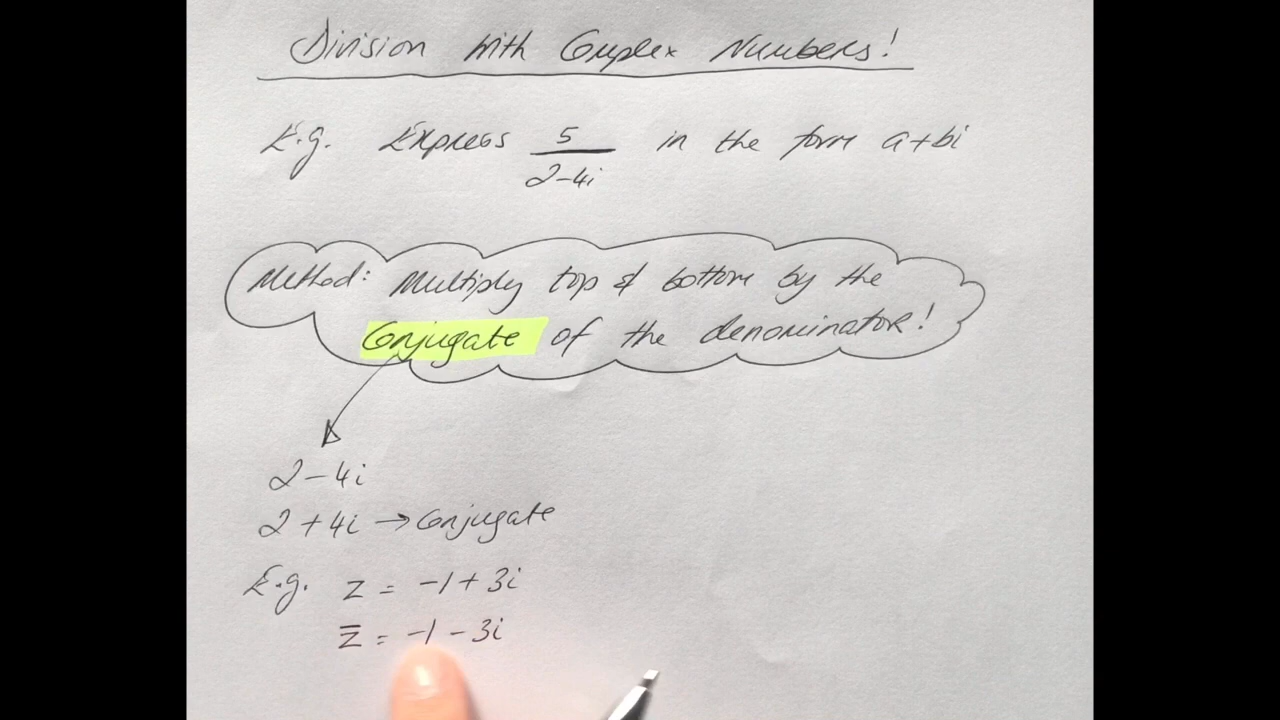 Division with Complex Numbers!
E.g. Express 5/2-4i in the form a+bi
Method: Multiply top & bottom by the
Conjugate of the denominator!
2-4i
2+4i → Conjugate
E.g. z = -1+3i
z̅ = -1-3i